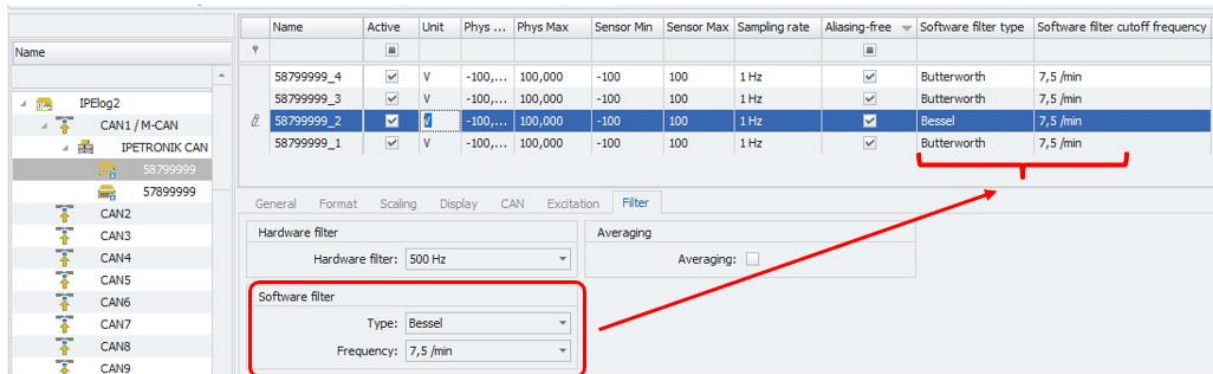 Name Active Unit Phys ... Phys Max Sensor Min Sensor Max Sampling rate Aliasing-free Software filter type Software filter cutoff frequency
Name
58799999_4 V -100,... 100,000 -100 100 1 Hz Butterworth 7,5 /min
58799999_3 V -100,... 100,000 -100 100 1 Hz Butterworth 7,5 /min
58799999_2 V -100,... 100,000 -100 100 1 Hz Bessel 7,5 /min
58799999_1 V -100,... 100,000 -100 100 1 Hz Butterworth 7,5 /min
IPElog2
CAN1 / M-CAN
IPETRONIK CAN
58799999
57899999
CAN2
CAN3
CAN4
CAN5
CAN6
CAN7
CAN8
CAN9
General Format Scaling Display CAN Excitation Filter
Hardware filter
Hardware filter: 500 Hz
Averaging
Averaging:
Software filter
Type: Bessel
Frequency: 7,5 /min